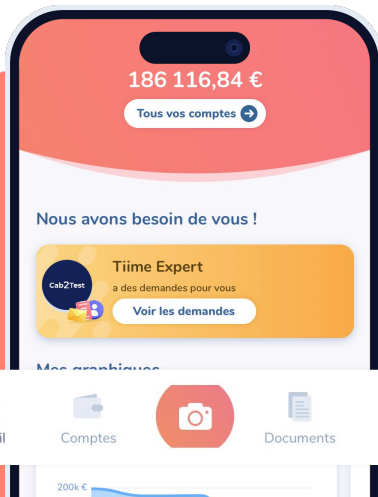 186 116,84 €
Tous vos comptes
Nous avons besoin de vous !
Tiime Expert
Cab2Test
a des demandes pour vous
Voir les demandes
Mes graphiques
il
Comptes
Documents
200k €